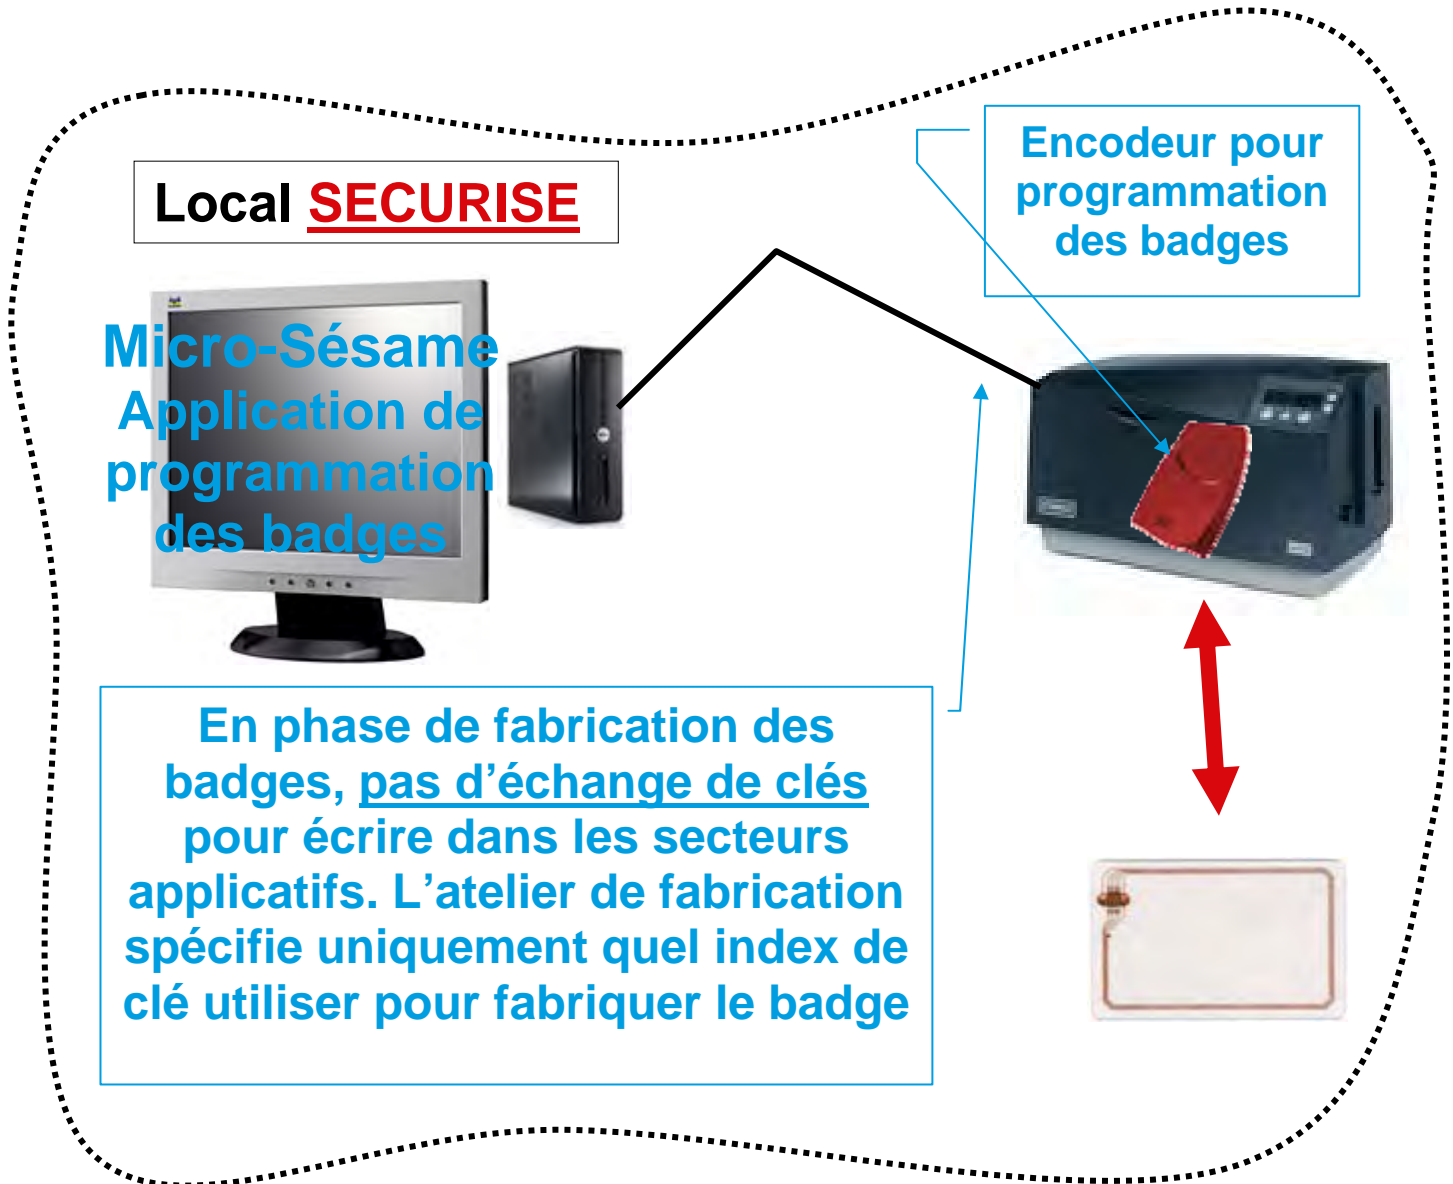 Local SECURISE
Encodeur pour
programmation
des badges
Micro-Sésame
Application de
programmation
des badges
En phase de fabrication des
badges, pas d’échange de clés
pour écrire dans les secteurs
applicatifs. L’atelier de fabrication
spécifie uniquement quel index de
clé utiliser pour fabriquer le badge